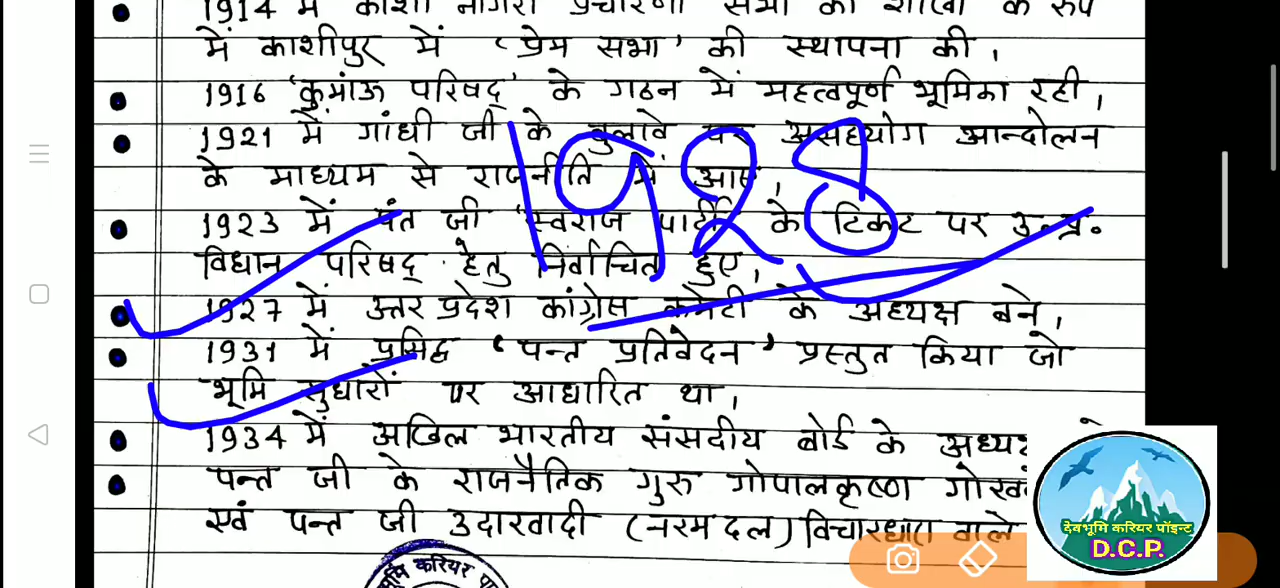 1914 में काशी नागरी प्रचारिणी सभा की शाखा के रूप
में काशीपुर में 'प्रेम सभा' की स्थापना की,
1916 'कुमांऊ परिषद्' के गठन में महत्वपूर्ण भूमिका रही,
1921 में गांधी जी के बुलावे पर असहयोग आन्दोलन
के माध्यम से राजनीति में आए,
1923 में पंत जी 'स्वराज पार्टी' के टिकट पर उ.प्र.
विधान परिषद् हेतु निर्वाचित हुए,
1928
1927 में उत्तर प्रदेश कांग्रेस कमेटी के अध्यक्ष बने,
1931 में प्रसिद्ध 'पन्त प्रतिवेदन' प्रस्तुत किया जो
भूमि सुधारों पर आधारित था,
1934 में अखिल भारतीय संसदीय बोर्ड के
पन्त जी के राजनैतिक गुरु गोपालकृष्ण
एवं पन्त जी उदारवादी (नरमदल) विचारधारा वाले
देवभूमि करियर पॉइन्ट
D.C.P.
करियर